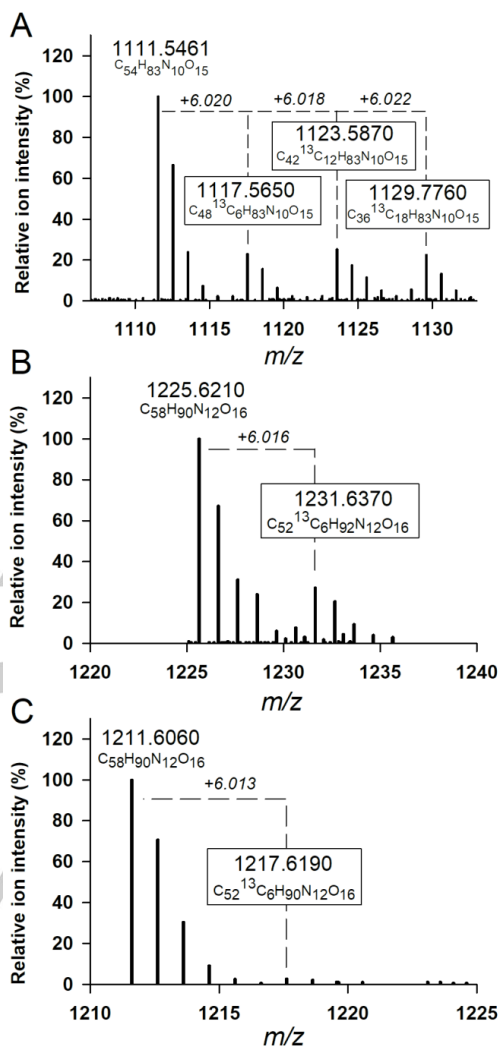 A
1111.5461
C54H83N10O15
+6.020 +6.018 +6.022
1123.5870
C42 13C12H83N10O15
1117.5650
C48 13C6H83N10O15
1129.7760
C36 13C18H83N10O15
Relative ion intensity (%)
120
100
80
60
40
20
0
1110 1115 1120 1125 1130
m/z
B
1225.6210
C58H90N12O16
+6.016
1231.6370
C52 13C6H92N12O16
Relative ion intensity (%)
120
100
80
60
40
20
0
1220 1225 1230 1235 1240
m/z
C
1211.6060
C58H90N12O16
+6.013
1217.6190
C52 13C6H90N12O16
Relative ion intensity (%)
120
100
80
60
40
20
0
1210 1215 1220 1225
m/z